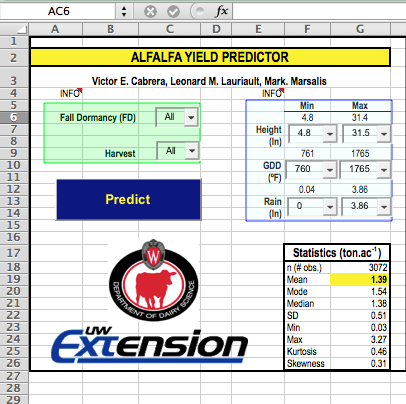 AC6 fx
A B C D E F G
1
2 ALFALFA YIELD PREDICTOR
3 Victor E. Cabrera, Leonard M. Lauriault, Mark. Marsalis
4 INFO INFO
5 Min Max
6 Fall Dormancy (FD) All 4.8 31.4
7 Height (In) 4.8 31.5
8
9 Harvest All 761 1765
10 GDD (ºF) 760 1765
11
12 0.04 3.86
13 Predict Rain (In) 0 3.86
14
15
16
17 Statistics (ton.ac⁻¹)
18 n (# obs.) 3072
19 Mean 1.39
20 Mode 1.54
21 Median 1.38
22 SD 0.51
23 Min 0.03
24 Max 3.27
25 Kurtosis 0.46
26 Skewness 0.31
27
28
29
W
DEPARTMENT OF DAIRY SCIENCE
UW
Extension